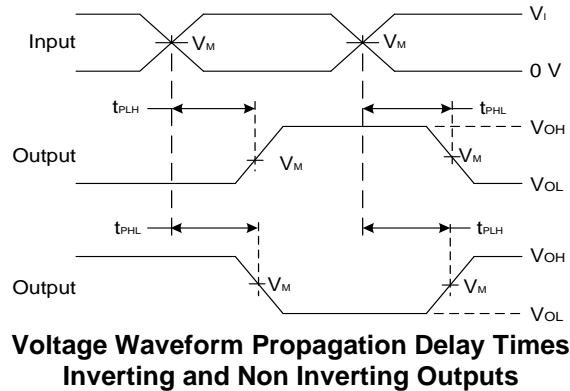 VI
Input VM VM
0 V
tPLH tPHL
VOH
Output VM VM
VOL
tPHL tPLH
VOH
Output VM VM
VOL
Voltage Waveform Propagation Delay Times
Inverting and Non Inverting Outputs